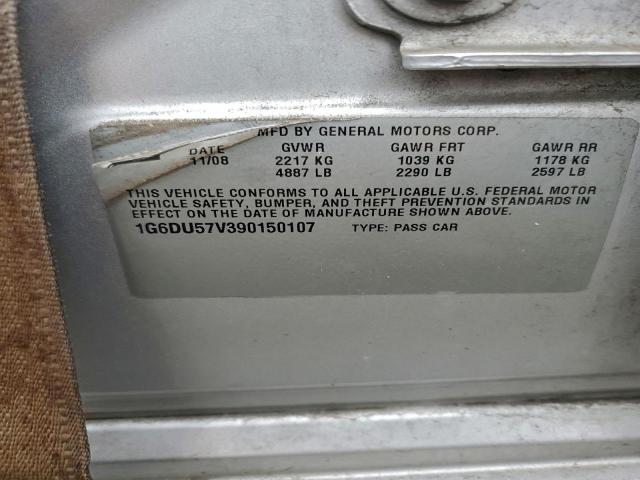 MFD BY GENERAL MOTORS CORP.
DATE GVWR GAWR FRT GAWR RR
11/08 2217 KG 1039 KG 1178 KG
4887 LB 2290 LB 2597 LB
THIS VEHICLE CONFORMS TO ALL APPLICABLE U.S. FEDERAL MOTOR
VEHICLE SAFETY, BUMPER, AND THEFT PREVENTION STANDARDS IN
EFFECT ON THE DATE OF MANUFACTURE SHOWN ABOVE.
1G6DU57V390150107 TYPE: PASS CAR